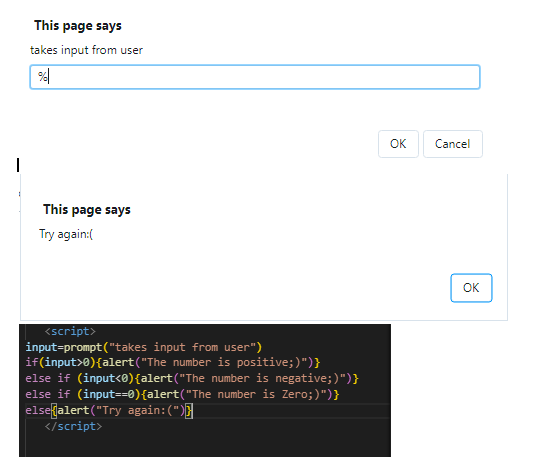 This page says
takes input from user
%
OK
Cancel
This page says
Try again:(
OK
<script>
input=prompt("takes input from user")
if(input>0){alert("The number is positive;)")}
else if (input<0){alert("The number is negative;)")}
else if (input==0){alert("The number is Zero;)")}
else{alert("Try again:(")}
</script>